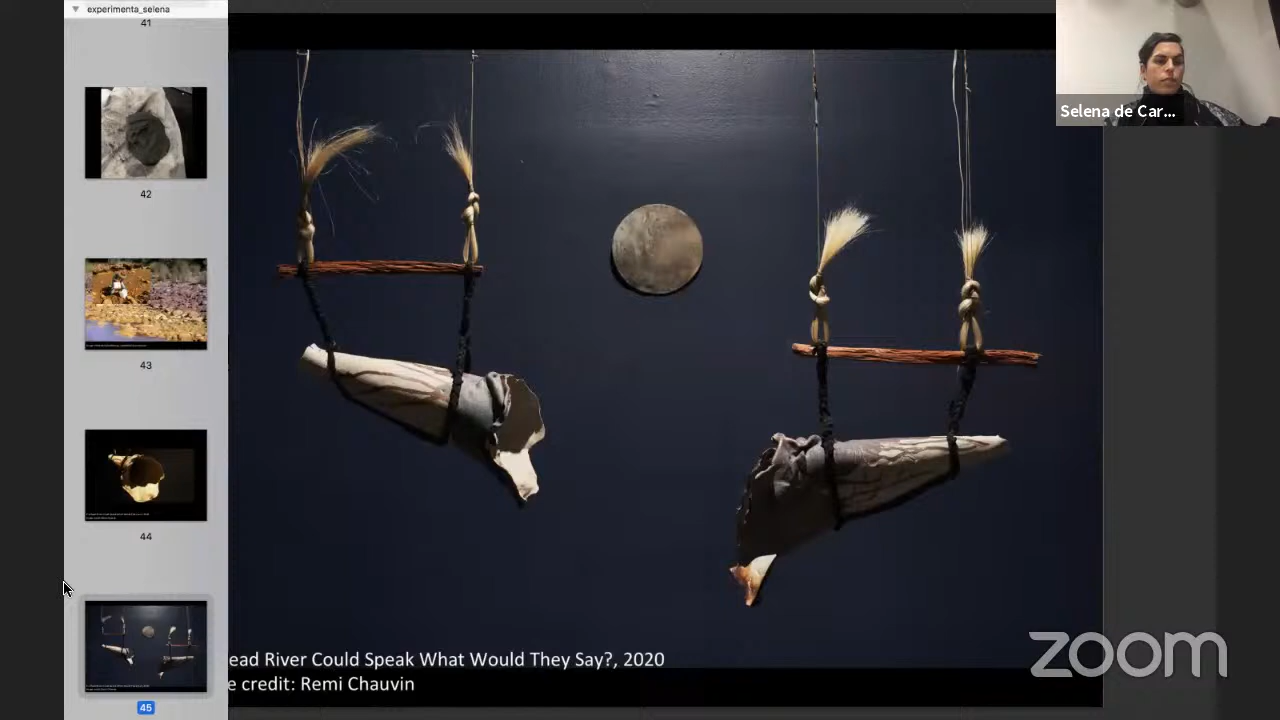 experimenta_selena
41
42
43
44
45
Selena de Car...
ead River Could Speak What Would They Say?, 2020
e credit: Remi Chauvin
zoom